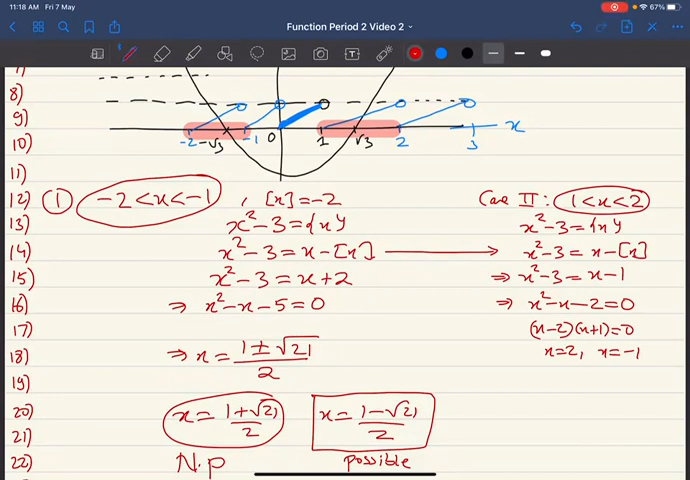 11:18 AM Fri 7 May
67%
Function Period 2 Video 2
7)
8)
9)
10)
-2 -√3 -1 0 1 √3 2 3 x
11)
12) ① -2<x<-1 , [x]=-2
13) x²-3={x}
14) x²-3=x-[x]
15) x²-3=x+2
16) ⇒ x²-x-5=0
17)
18) ⇒ x = (1±√21)/2
19)
20) x = (1+√21)/2 x = (1-√21)/2
21)
22) N.P possible
Case II: 1<x<2
x²-3={x}
x²-3=x-[x]
⇒ x²-3=x-1
⇒ x²-x-2=0
(x-2)(x+1)=0
x=2, x=-1